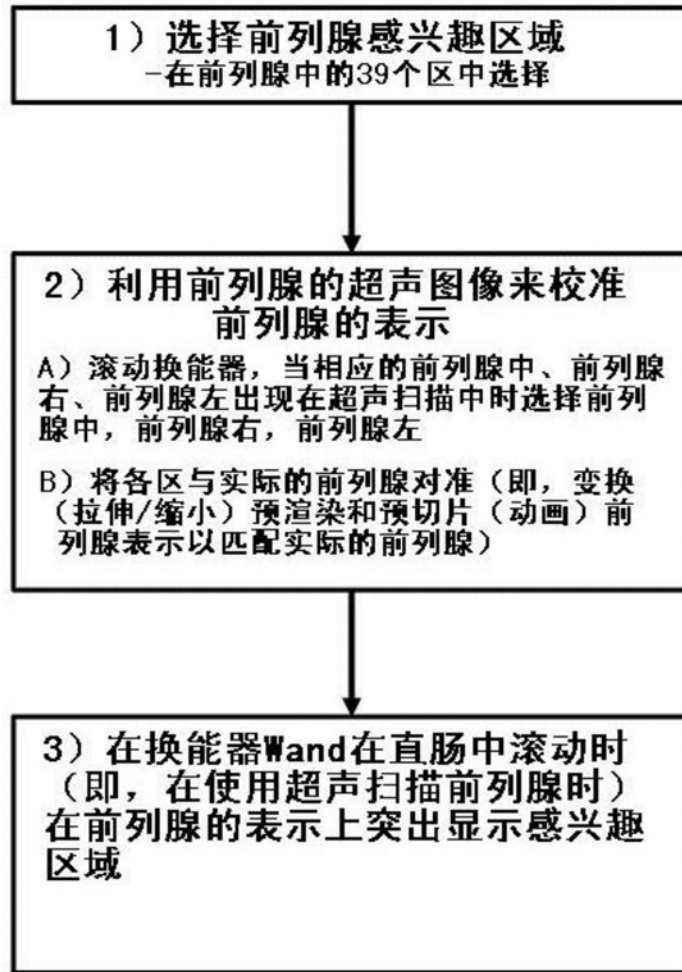 1）选择前列腺感兴趣区域
-在前列腺中的39个区中选择
2）利用前列腺的超声图像来校准
前列腺的表示
A）滚动换能器，当相应的前列腺中、前列腺
右、前列腺左出现在超声扫描中时选择前列
腺中，前列腺右，前列腺左
B）将各区与实际的前列腺对准（即，变换
（拉伸/缩小）预渲染和预切片（动画）前
列腺表示以匹配实际的前列腺）
3）在换能器Wand在直肠中滚动时
（即，在使用超声扫描前列腺时）
在前列腺的表示上突出显示感兴趣
区域